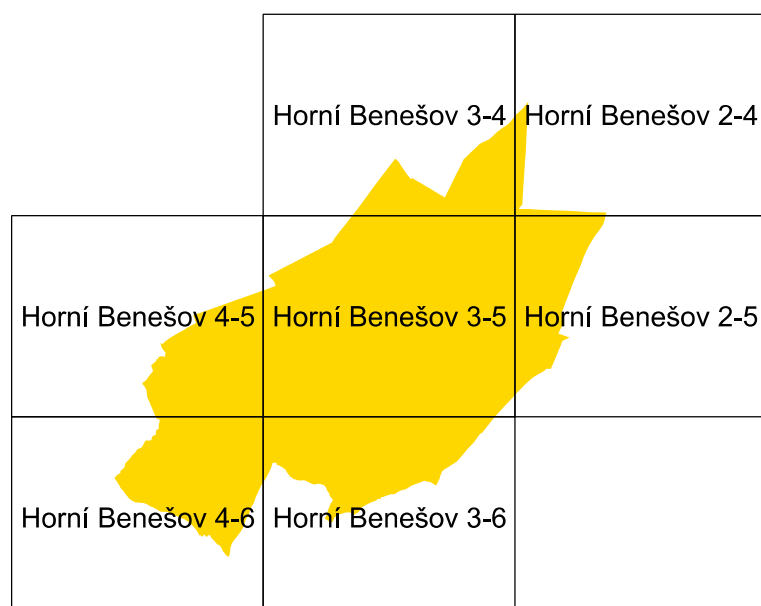 Horní Benešov 3-4
Horní Benešov 2-4
Horní Benešov 4-5
Horní Benešov 3-5
Horní Benešov 2-5
Horní Benešov 4-6
Horní Benešov 3-6